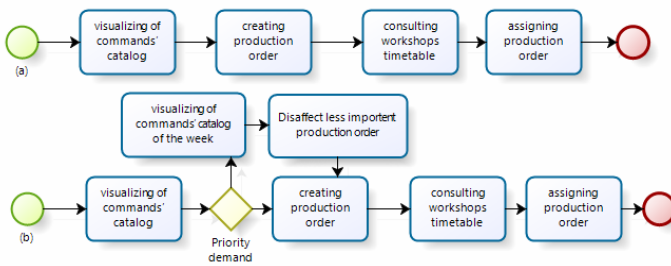 visualizing of
commands'
catalog
creating
production
order
consulting
workshops
timetable
assigning
production
order
(a)
visualizing of
commands' catalog
of the week
Disaffect less importent
production order
visualizing of
commands'
catalog
creating
production
order
consulting
workshops
timetable
assigning
production
order
(b)
Priority
demand